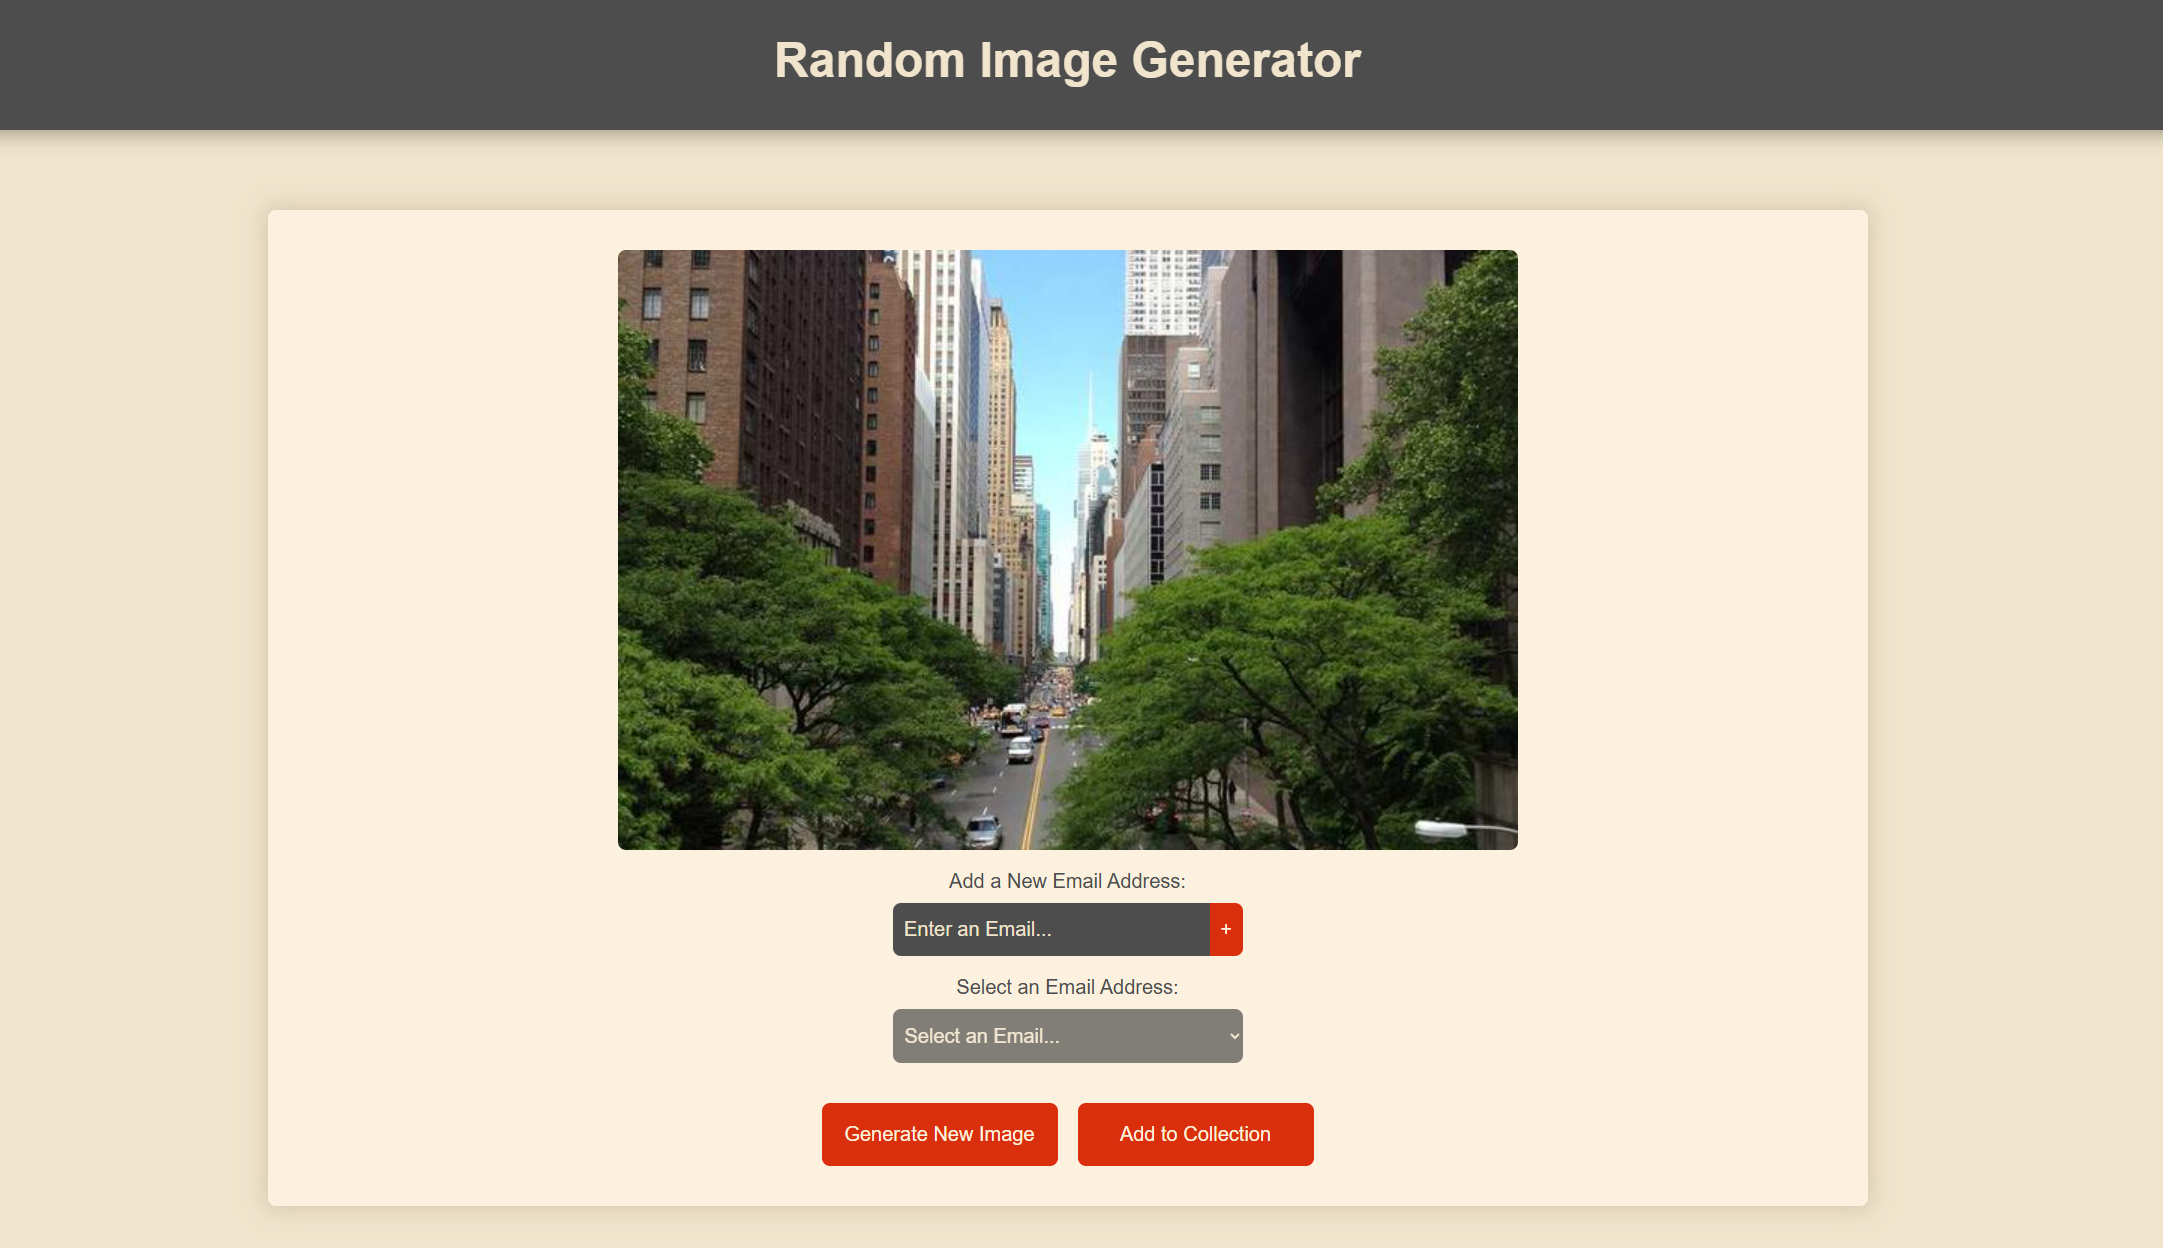 Random Image Generator
Add a New Email Address:
Enter an Email...
+
Select an Email Address:
Select an Email...
Generate New Image
Add to Collection